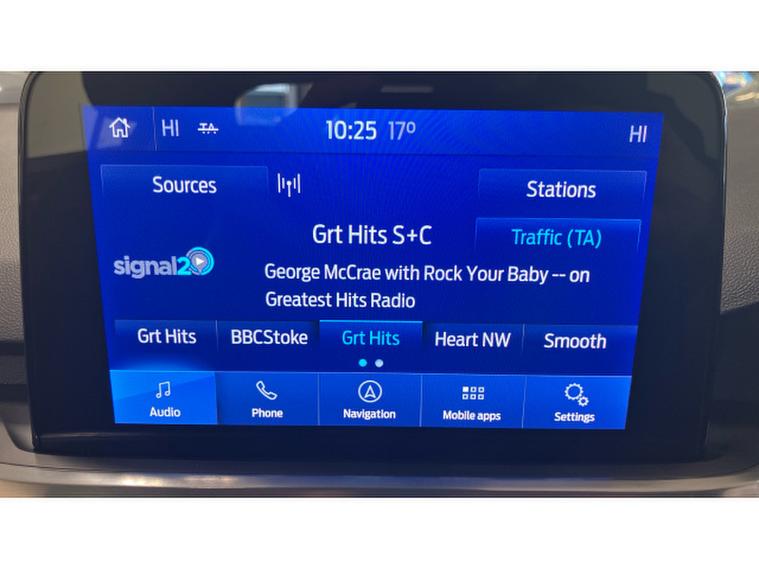 HI TA 10:25 17º HI
Sources
Stations
Grt Hits S+C
Traffic (TA)
signal2
George McCrae with Rock Your Baby -- on
Greatest Hits Radio
Grt Hits BBCStoke Grt Hits Heart NW Smooth
Audio Phone Navigation Mobile apps Settings